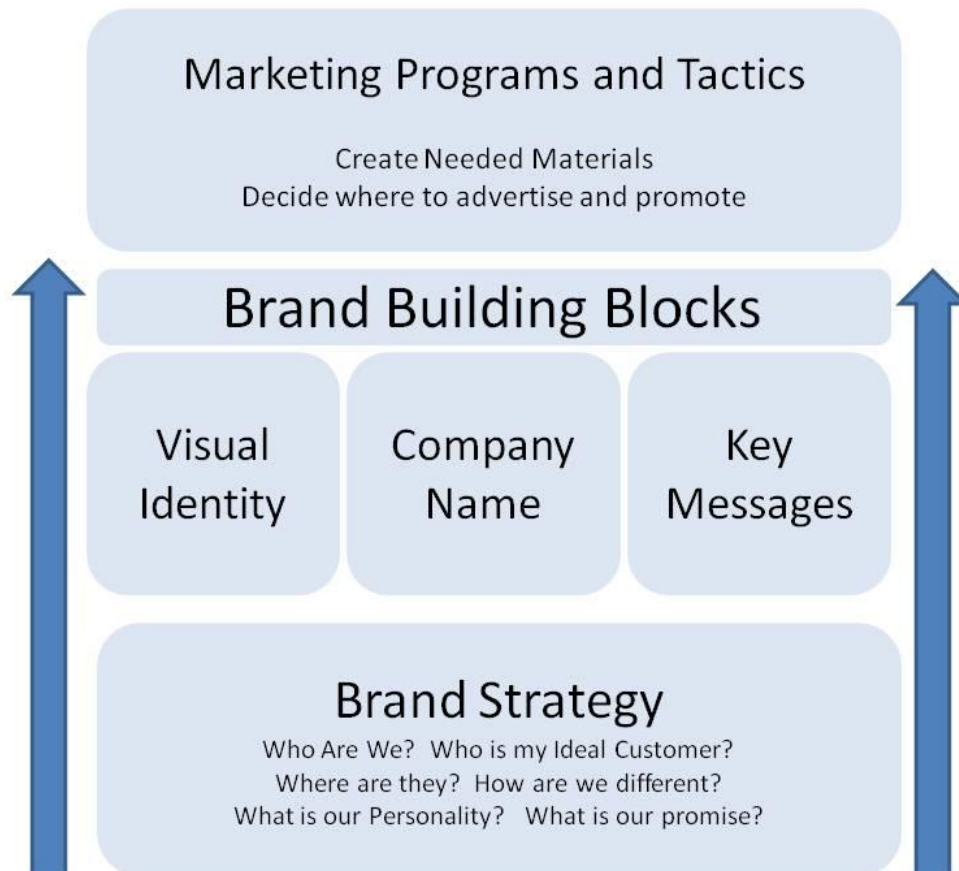 Marketing Programs and Tactics
Create Needed Materials
Decide where to advertise and promote
Brand Building Blocks
Visual
Identity
Company
Name
Key
Messages
Brand Strategy
Who Are We? Who is my Ideal Customer?
Where are they? How are we different?
What is our Personality? What is our promise?